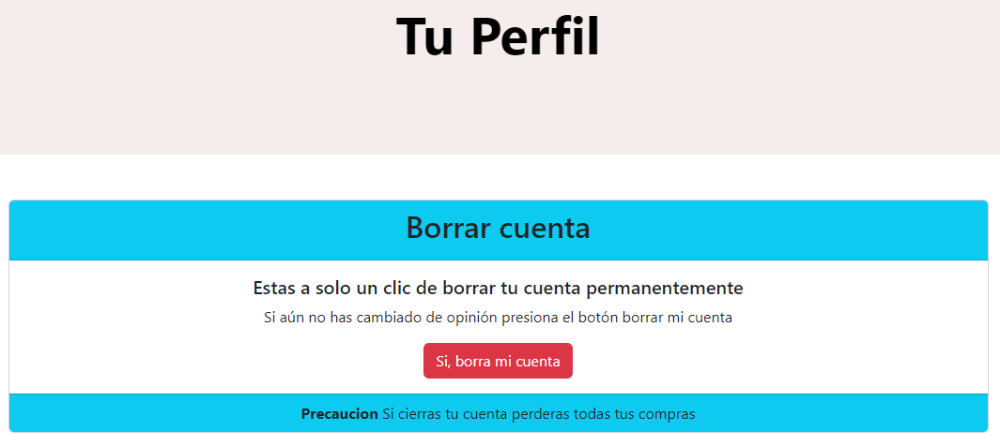 Tu Perfil
Borrar cuenta
Estas a solo un clic de borrar tu cuenta permanentemente
Si aún no has cambiado de opinión presiona el botón borrar mi cuenta
Si, borra mi cuenta
Precaucion Si cierras tu cuenta perderas todas tus compras